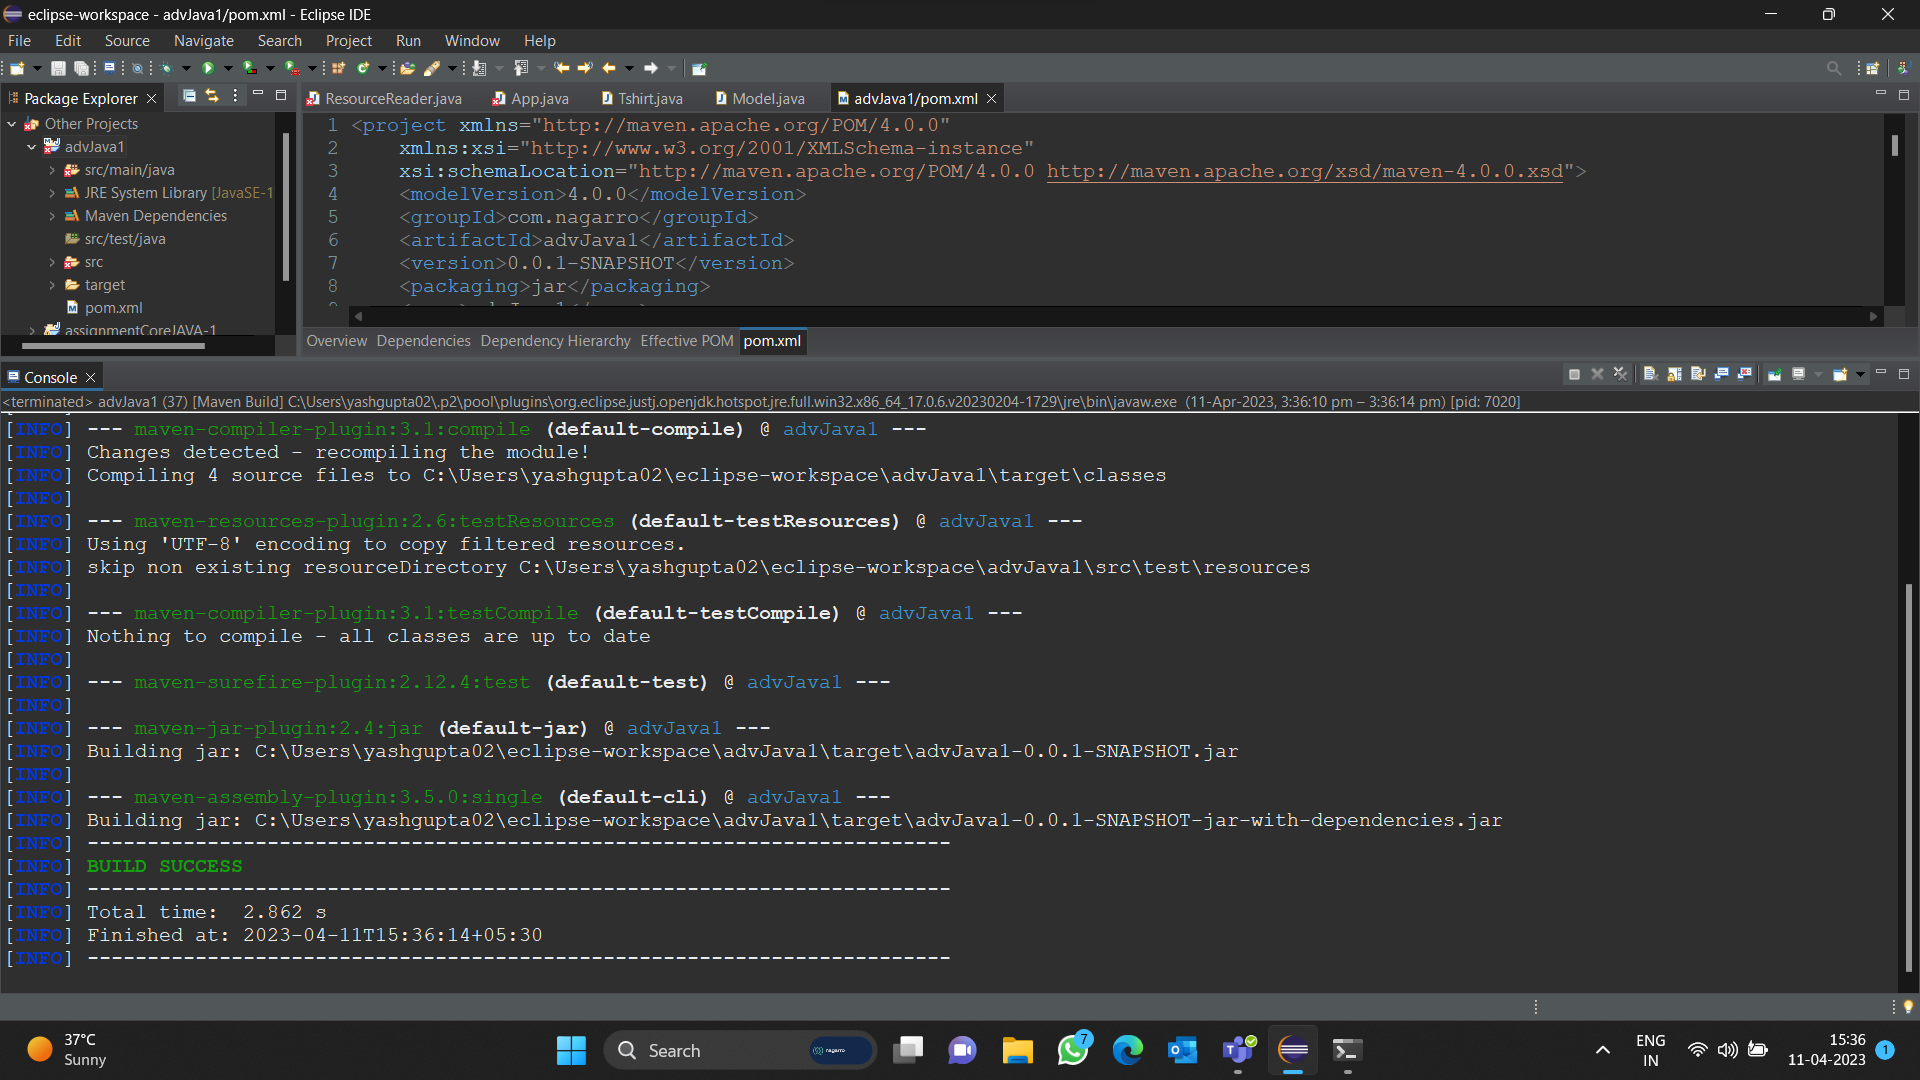 eclipse-workspace - advJava1/pom.xml - Eclipse IDE
File Edit Source Navigate Search Project Run Window Help
Package Explorer
Other Projects
advJava1
src/main/java
JRE System Library [JavaSE-1
Maven Dependencies
src/test/java
src
target
pom.xml
assignmentCoreJAVA-1
ResourceReader.java App.java Tshirt.java Model.java advJava1/pom.xml
1 <project xmlns="http://maven.apache.org/POM/4.0.0"
2 xmlns:xsi="http://www.w3.org/2001/XMLSchema-instance"
3 xsi:schemaLocation="http://maven.apache.org/POM/4.0.0 http://maven.apache.org/xsd/maven-4.0.0.xsd">
4 <modelVersion>4.0.0</modelVersion>
5 <groupId>com.nagarro</groupId>
6 <artifactId>advJava1</artifactId>
7 <version>0.0.1-SNAPSHOT</version>
8 <packaging>jar</packaging>
Overview Dependencies Dependency Hierarchy Effective POM pom.xml
Console
<terminated> advJava1 (37) [Maven Build] C:\Users\yashgupta02\.p2\pool\plugins\org.eclipse.justj.openjdk.hotspot.jre.full.win32.x86_64_17.0.6.v20230204-1729\jre\bin\javaw.exe (11-Apr-2023, 3:36:10 pm – 3:36:14 pm) [pid: 7020]
[INFO] --- maven-compiler-plugin:3.1:compile (default-compile) @ advJava1 ---
[INFO] Changes detected - recompiling the module!
[INFO] Compiling 4 source files to C:\Users\yashgupta02\eclipse-workspace\advJava1\target\classes
[INFO]
[INFO] --- maven-resources-plugin:2.6:testResources (default-testResources) @ advJava1 ---
[INFO] Using 'UTF-8' encoding to copy filtered resources.
[INFO] skip non existing resourceDirectory C:\Users\yashgupta02\eclipse-workspace\advJava1\src\test\resources
[INFO]
[INFO] --- maven-compiler-plugin:3.1:testCompile (default-testCompile) @ advJava1 ---
[INFO] Nothing to compile - all classes are up to date
[INFO]
[INFO] --- maven-surefire-plugin:2.12.4:test (default-test) @ advJava1 ---
[INFO]
[INFO] --- maven-jar-plugin:2.4:jar (default-jar) @ advJava1 ---
[INFO] Building jar: C:\Users\yashgupta02\eclipse-workspace\advJava1\target\advJava1-0.0.1-SNAPSHOT.jar
[INFO]
[INFO] --- maven-assembly-plugin:3.5.0:single (default-cli) @ advJava1 ---
[INFO] Building jar: C:\Users\yashgupta02\eclipse-workspace\advJava1\target\advJava1-0.0.1-SNAPSHOT-jar-with-dependencies.jar
[INFO] ------------------------------------------------------------------------
[INFO] BUILD SUCCESS
[INFO] ------------------------------------------------------------------------
[INFO] Total time: 2.862 s
[INFO] Finished at: 2023-04-11T15:36:14+05:30
[INFO] ------------------------------------------------------------------------
37°C
Sunny
Search
nagarro
7
ENG
IN
15:36
11-04-2023
1